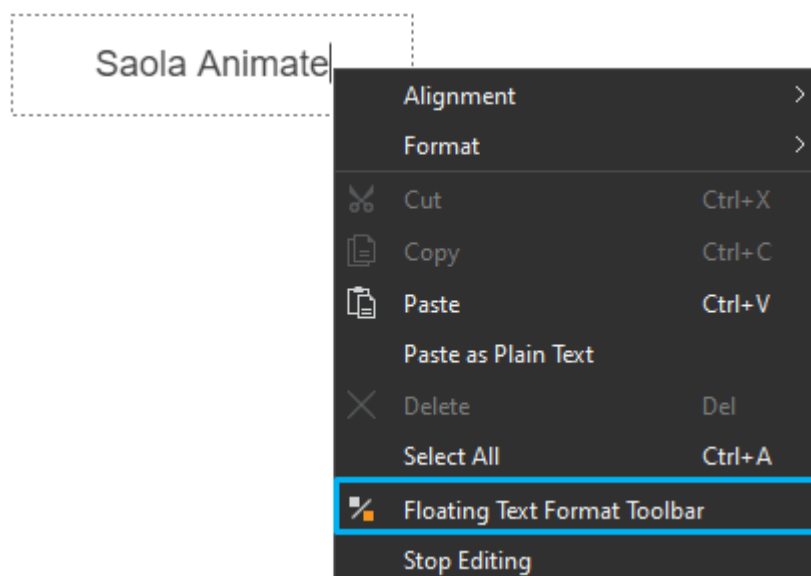 Saola Animate
Alignment
Format
Cut Ctrl+X
Copy Ctrl+C
Paste Ctrl+V
Paste as Plain Text
Delete Del
Select All Ctrl+A
Floating Text Format Toolbar
Stop Editing